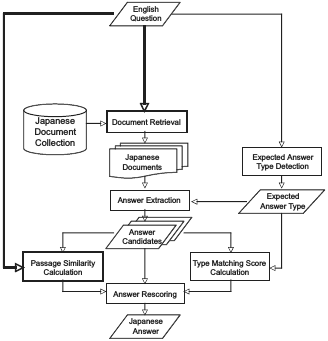 English
Question
Japanese
Document
Collection
Document Retrieval
Japanese
Documents
Expected Answer
Type Detection
Answer Extraction
Expected
Answer Type
Answer
Candidates
Passage Similarity
Calculation
Type Matching Score
Calculation
Answer Rescoring
Japanese
Answer